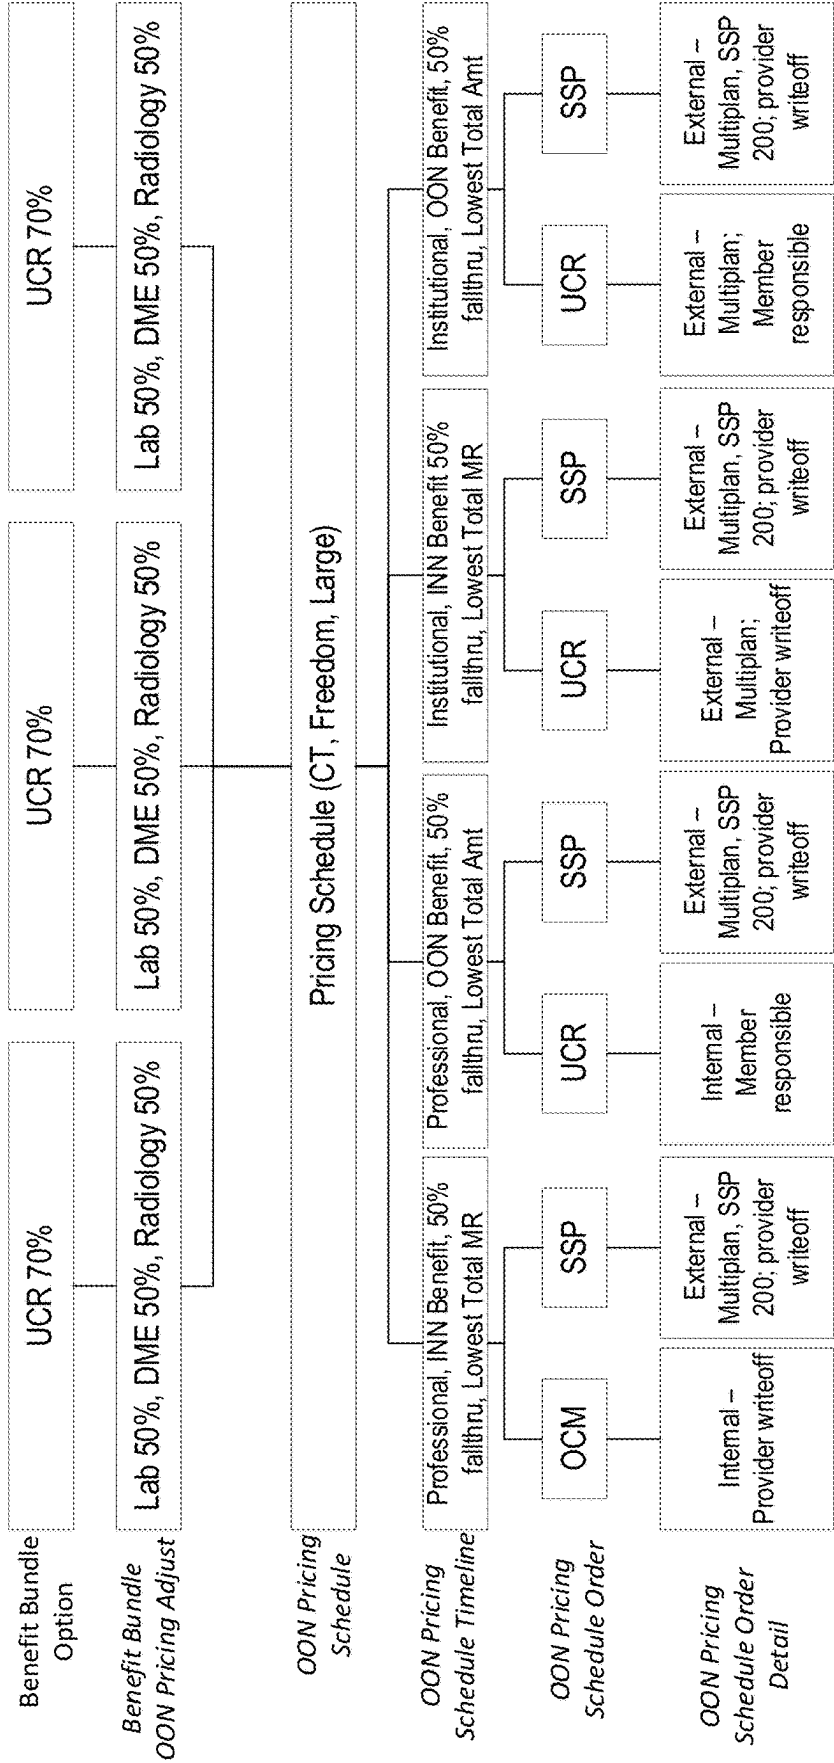 Benefit Bundle
Option
UCR 70%
UCR 70%
UCR 70%
Benefit Bundle
OON Pricing Adjust
Lab 50%, DME 50%, Radiology 50%
Lab 50%, DME 50%, Radiology 50%
Lab 50%, DME 50%, Radiology 50%
OON Pricing
Schedule
Pricing Schedule (CT, Freedom, Large)
OON Pricing
Schedule Timeline
Professional, INN Benefit, 50%
fallthru, Lowest Total MR
Professional, OON Benefit, 50%
fallthru, Lowest Total Amt
Institutional, INN Benefit 50%
fallthru, Lowest Total MR
Institutional, OON Benefit, 50%
fallthru, Lowest Total Amt
OON Pricing
Schedule Order
OCM
SSP
UCR
SSP
UCR
SSP
UCR
SSP
OON Pricing
Schedule Order
Detail
Internal –
Provider writeoff
External –
Multiplan, SSP
200; provider
writeoff
Internal –
Member
responsible
External –
Multiplan, SSP
200; provider
writeoff
External –
Multiplan;
Provider writeoff
External –
Multiplan, SSP
200; provider
writeoff
External –
Multiplan;
Member
responsible
External –
Multiplan, SSP
200; provider
writeoff